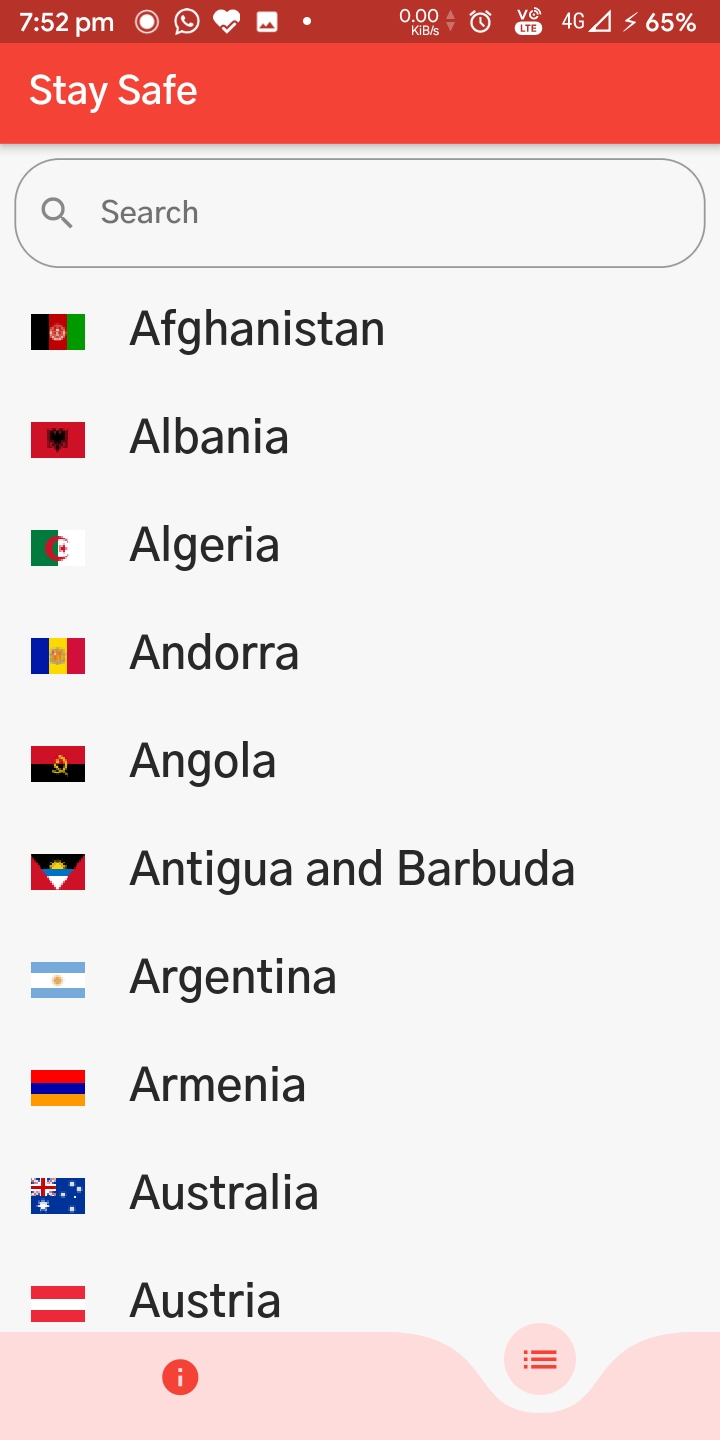 7:52 pm 0.00 KiB/s VO LTE 4G 65%
Stay Safe
Search
Afghanistan
Albania
Algeria
Andorra
Angola
Antigua and Barbuda
Argentina
Armenia
Australia
Austria